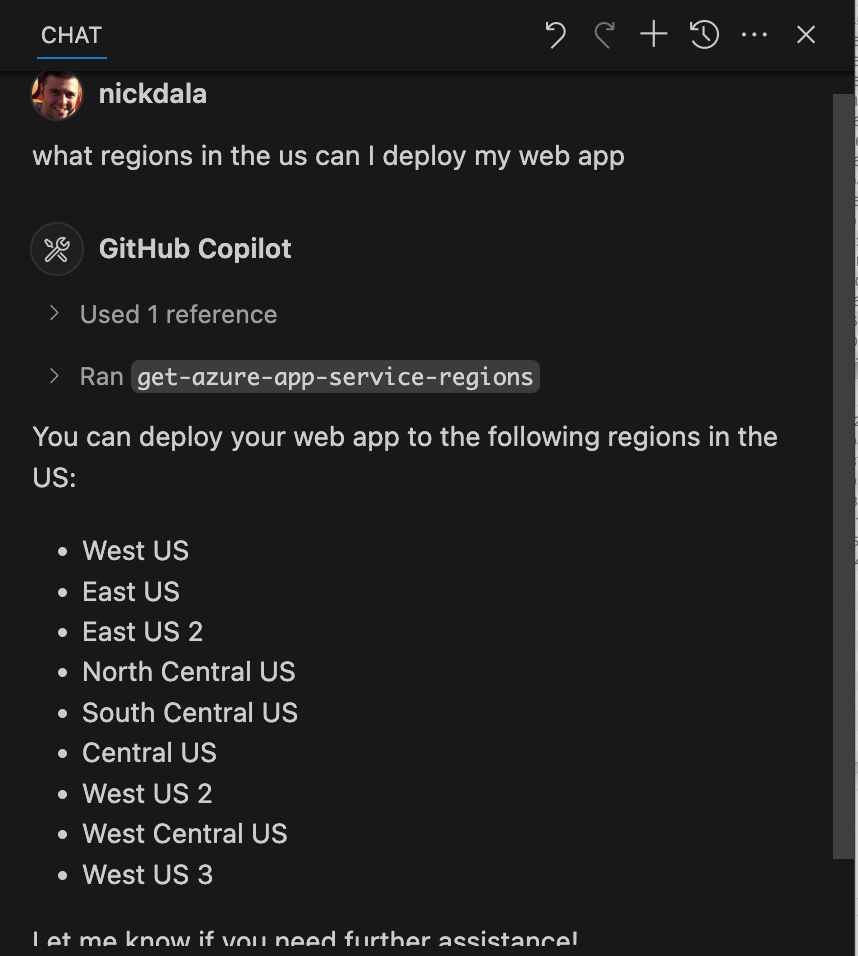 CHAT
nickdala
what regions in the us can I deploy my web app
GitHub Copilot
Used 1 reference
Ran get-azure-app-service-regions
You can deploy your web app to the following regions in the
US:
West US
East US
East US 2
North Central US
South Central US
Central US
West US 2
West Central US
West US 3
Let me know if you need further assistance!